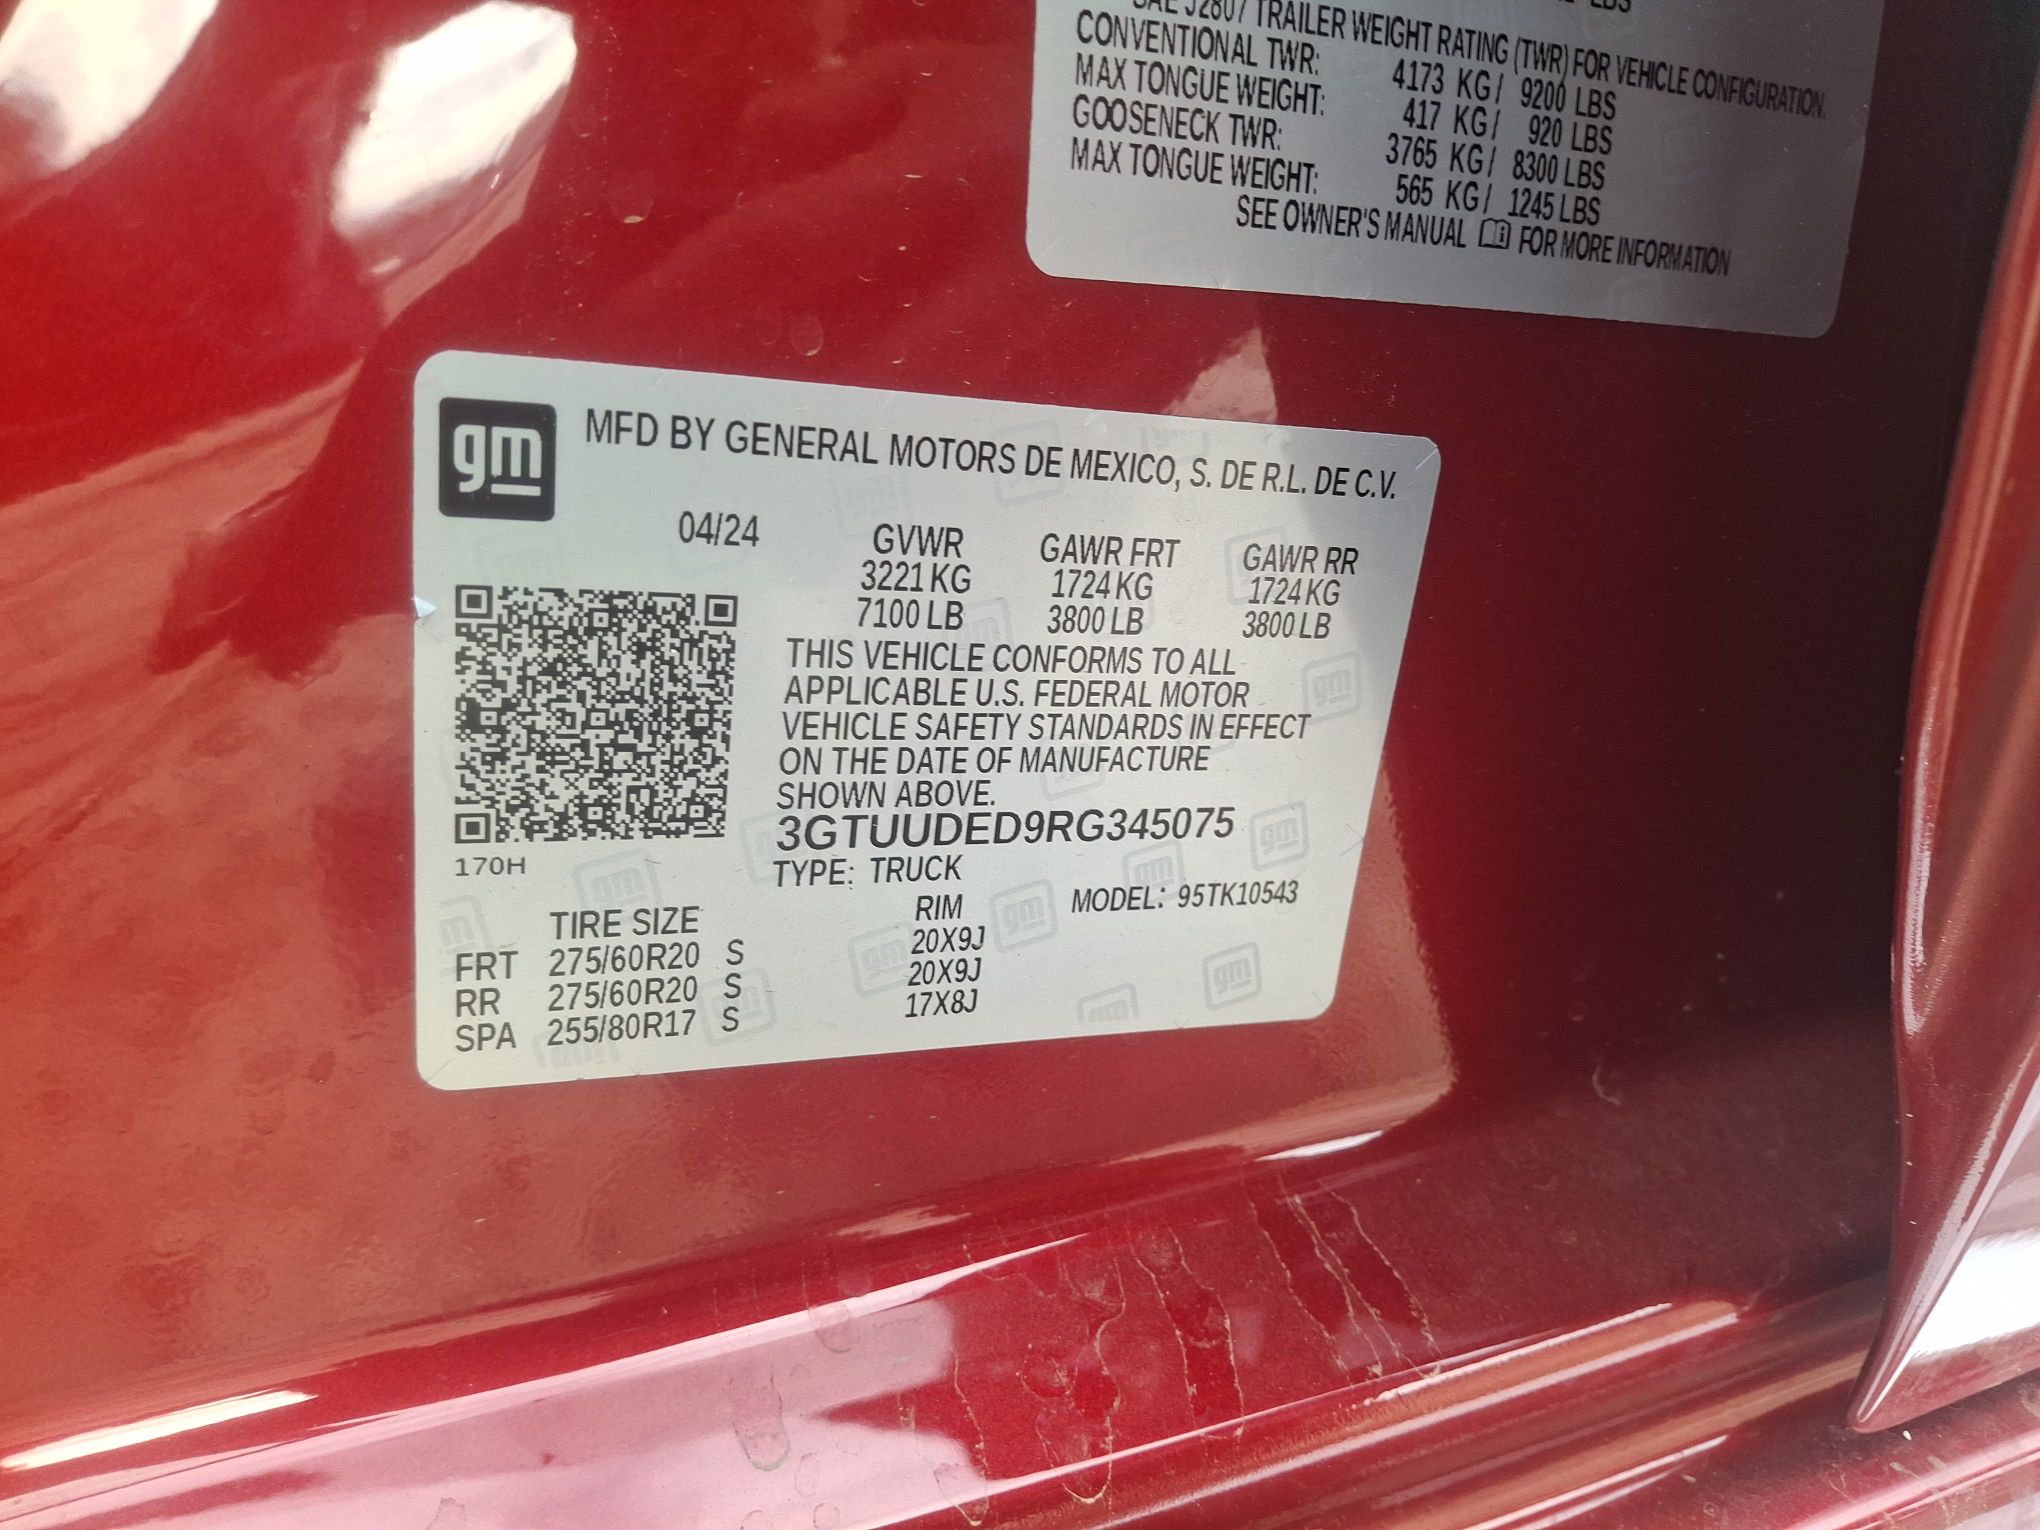 LBS
SAE J2807 TRAILER WEIGHT RATING (TWR) FOR VEHICLE CONFIGURATION.
CONVENTIONAL TWR: 4173 KG / 9200 LBS
MAX TONGUE WEIGHT: 417 KG / 920 LBS
GOOSENECK TWR: 3765 KG / 8300 LBS
MAX TONGUE WEIGHT: 565 KG / 1245 LBS
SEE OWNER'S MANUAL FOR MORE INFORMATION
gm MFD BY GENERAL MOTORS DE MEXICO, S. DE R.L. DE C.V.
04/24 GVWR GAWR FRT GAWR RR
3221 KG 1724 KG 1724 KG
7100 LB 3800 LB 3800 LB
THIS VEHICLE CONFORMS TO ALL
APPLICABLE U.S. FEDERAL MOTOR
VEHICLE SAFETY STANDARDS IN EFFECT
ON THE DATE OF MANUFACTURE
SHOWN ABOVE.
3GTUUDED9RG345075
170H TYPE: TRUCK MODEL: 95TK10543
TIRE SIZE RIM
FRT 275/60R20 S 20X9J
RR 275/60R20 S 20X9J
SPA 255/80R17 S 17X8J